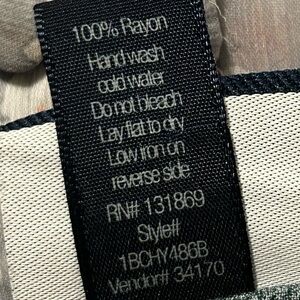 100% Rayon
Hand wash
cold water
Do not bleach
Lay flat to dry
Low iron on
reverse side
RN# 131869
Style#
1BCHY486B
Vendor# 34170